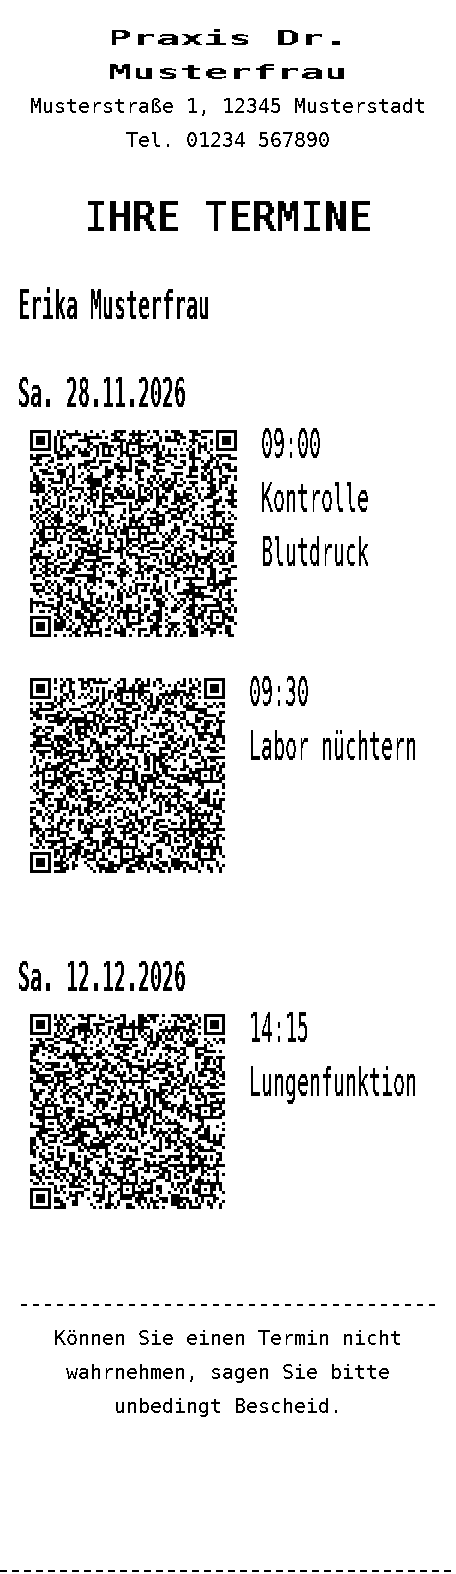 Praxis Dr.
Musterfrau
Musterstraße 1, 12345 Musterstadt
Tel. 01234 567890
IHRE TERMINE
Erika Musterfrau
Sa. 28.11.2026
09:00
Kontrolle
Blutdruck
09:30
Labor nüchtern
Sa. 12.12.2026
14:15
Lungenfunktion
Können Sie einen Termin nicht
wahrnehmen, sagen Sie bitte
unbedingt Bescheid.